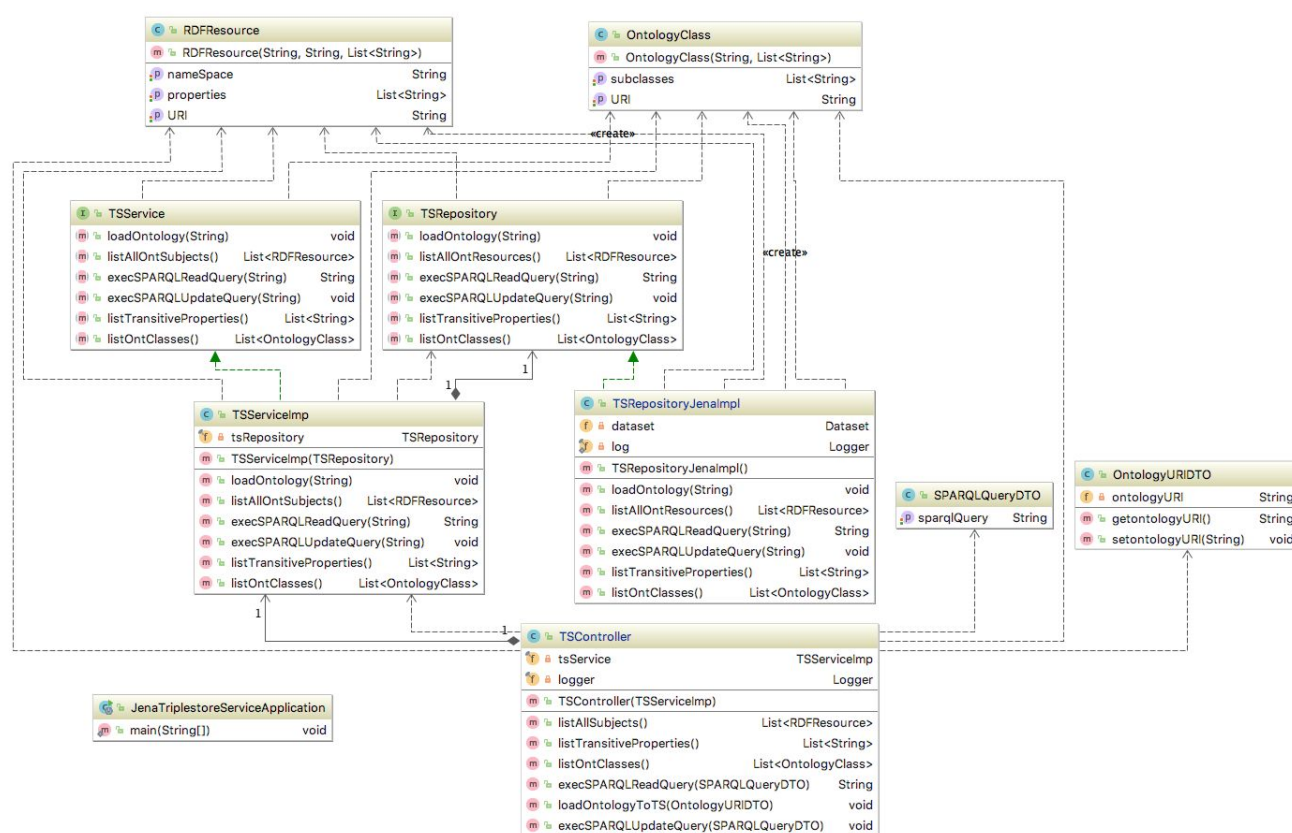 RDFResource
RDFResource(String, String, List<String>)
nameSpace String
properties List<String>
URI String
OntologyClass
OntologyClass(String, List<String>)
subclasses List<String>
URI String
«create»
«create»
TSService
loadOntology(String) void
listAllOntSubjects() List<RDFResource>
execSPARQLReadQuery(String) String
execSPARQLUpdateQuery(String) void
listTransitiveProperties() List<String>
listOntClasses() List<OntologyClass>
TSRepository
loadOntology(String) void
listAllOntResources() List<RDFResource>
execSPARQLReadQuery(String) String
execSPARQLUpdateQuery(String) void
listTransitiveProperties() List<String>
listOntClasses() List<OntologyClass>
1
1
TSServiceImp
tsRepository TSRepository
TSServiceImp(TSRepository)
loadOntology(String) void
listAllOntSubjects() List<RDFResource>
execSPARQLReadQuery(String) String
execSPARQLUpdateQuery(String) void
listTransitiveProperties() List<String>
listOntClasses() List<OntologyClass>
TSRepositoryJenaImpl
dataset Dataset
log Logger
TSRepositoryJenaImpl()
loadOntology(String) void
listAllOntResources() List<RDFResource>
execSPARQLReadQuery(String) String
execSPARQLUpdateQuery(String) void
listTransitiveProperties() List<String>
listOntClasses() List<OntologyClass>
SPARQLQueryDTO
sparqlQuery String
OntologyURIDTO
ontologyURI String
getontologyURI() String
setontologyURI(String) void
1
1
TSController
tsService TSServiceImp
logger Logger
TSController(TSServiceImp)
listAllSubjects() List<RDFResource>
listTransitiveProperties() List<String>
listOntClasses() List<OntologyClass>
execSPARQLReadQuery(SPARQLQueryDTO) String
loadOntologyToTS(OntologyURIDTO) void
execSPARQLUpdateQuery(SPARQLQueryDTO) void
JenaTriplestoreServiceApplication
main(String[]) void